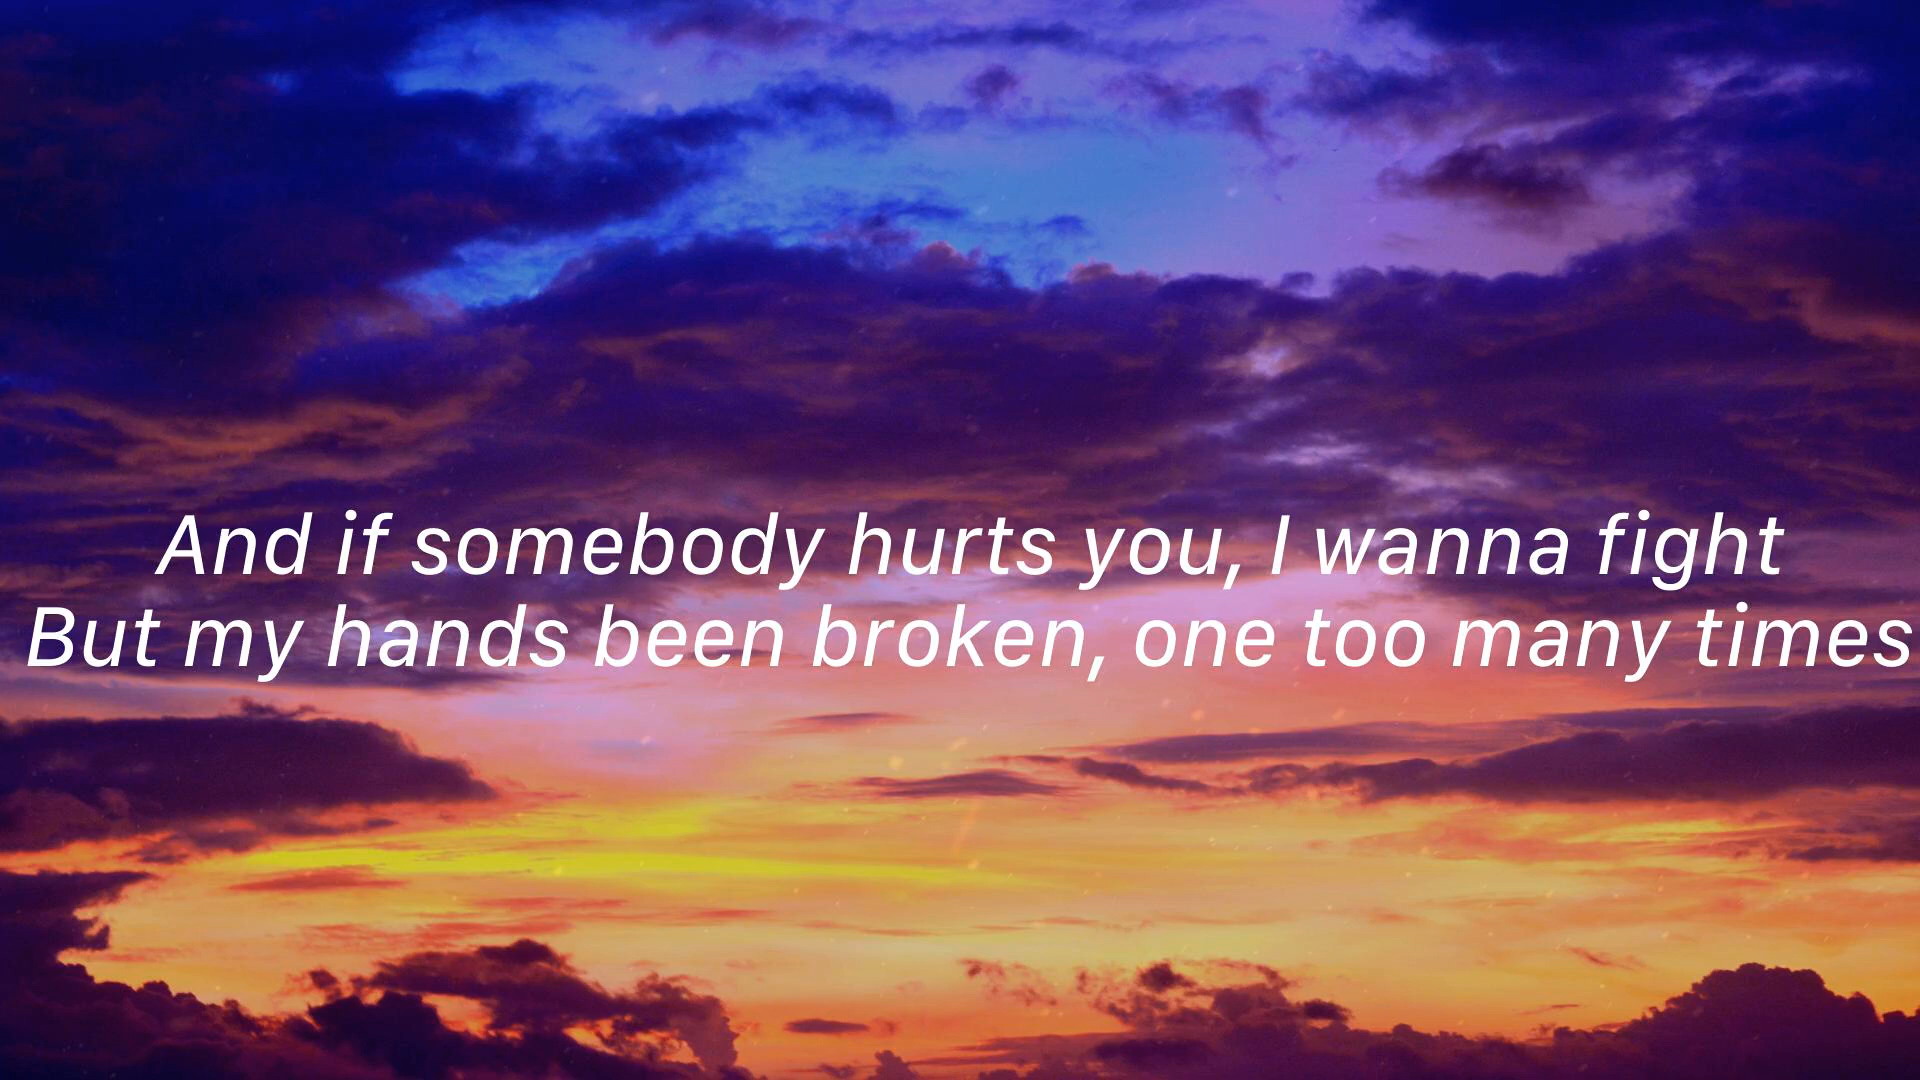 And if somebody hurts you, I wanna fight
But my hands been broken, one too many times